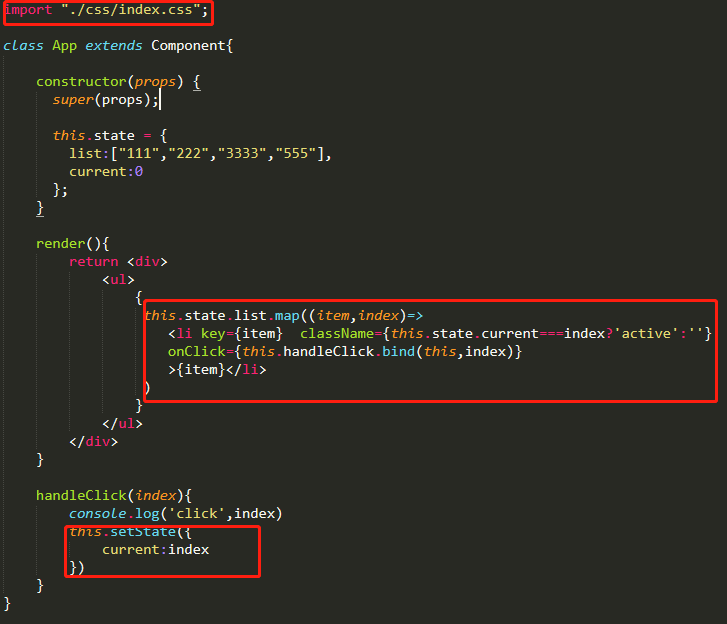 import "./css/index.css";
class App extends Component{
constructor(props) {
super(props);
this.state = {
list:["111","222","3333","555"],
current:0
};
}
render(){
return <div>
<ul>
{
this.state.list.map((item,index)=>
<li key={item}  className={this.state.current===index?'active':''}
onClick={this.handleClick.bind(this,index)}
>{item}</li>
)
}
</ul>
</div>
}
handleClick(index){
console.log('click',index)
this.setState({
current:index
})
}
}